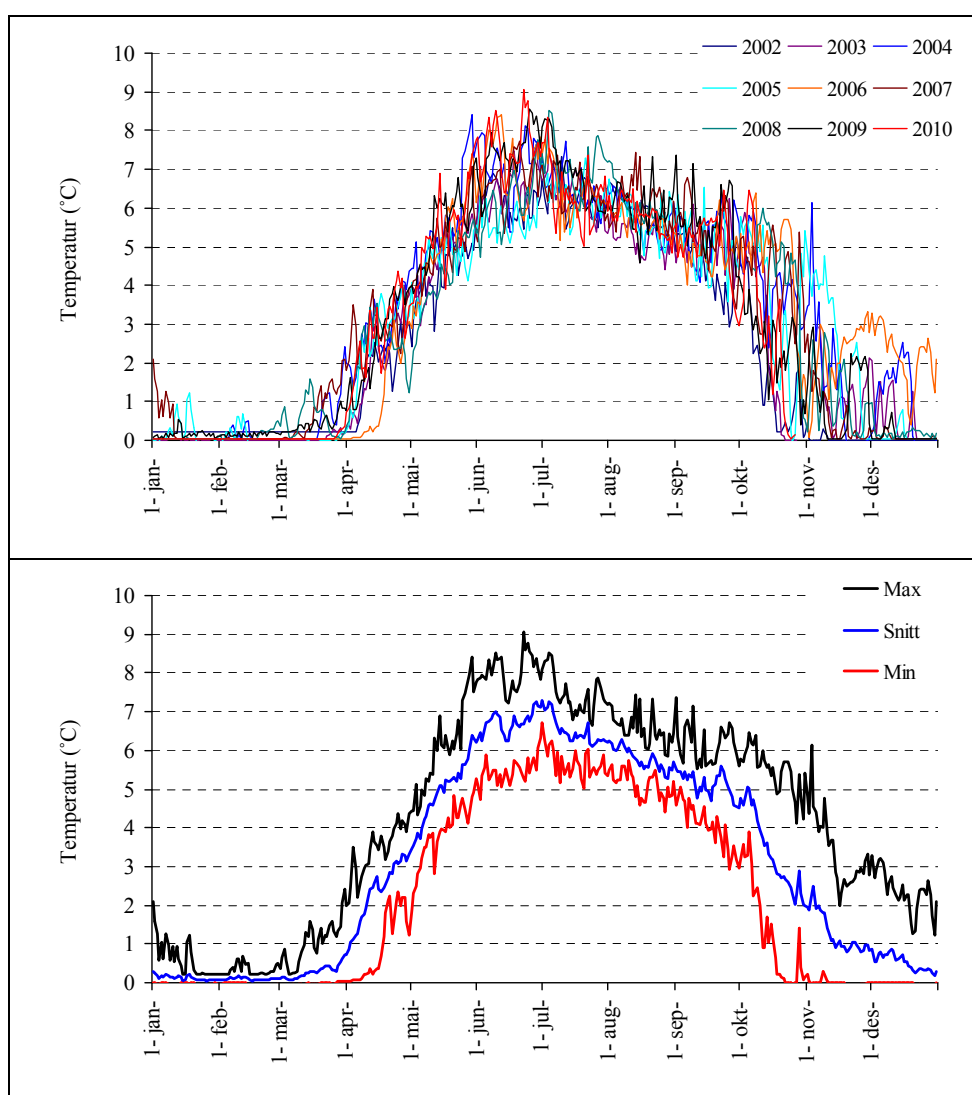 2002 2003 2004
2005 2006 2007
2008 2009 2010
Temperatur (˚C)
10
9
8
7
6
5
4
3
2
1
0
1- jan-
1- feb-
1- mar-
1- apr-
1- mai-
1- jun-
1- jul-
1- aug-
1- sep-
1- okt-
1- nov-
1- des-
Max
Snitt
Min
Temperatur (˚C)
10
9
8
7
6
5
4
3
2
1
0
1- jan-
1- feb-
1- mar-
1- apr-
1- mai-
1- jun-
1- jul-
1- aug-
1- sep-
1- okt-
1- nov-
1- des-